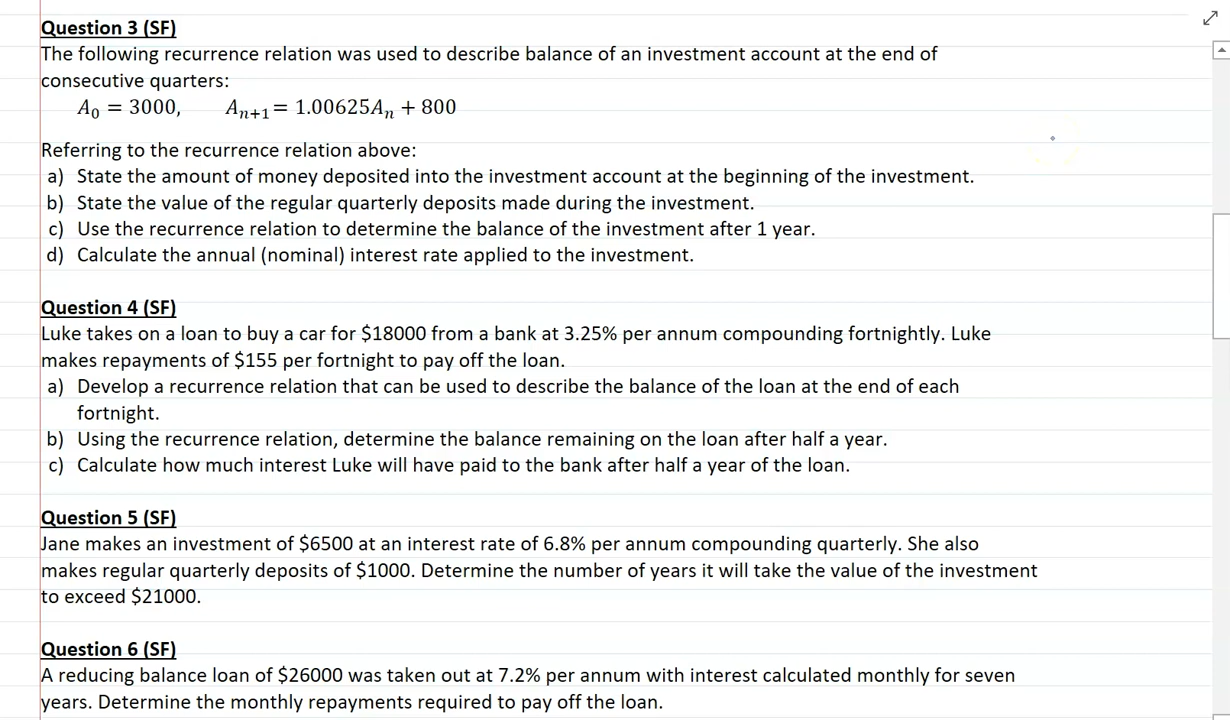 Question 3 (SF)
The following recurrence relation was used to describe balance of an investment account at the end of
consecutive quarters:
A₀ = 3000, Aₙ₊₁ = 1.00625Aₙ + 800
Referring to the recurrence relation above:
a) State the amount of money deposited into the investment account at the beginning of the investment.
b) State the value of the regular quarterly deposits made during the investment.
c) Use the recurrence relation to determine the balance of the investment after 1 year.
d) Calculate the annual (nominal) interest rate applied to the investment.
Question 4 (SF)
Luke takes on a loan to buy a car for $18000 from a bank at 3.25% per annum compounding fortnightly. Luke
makes repayments of $155 per fortnight to pay off the loan.
a) Develop a recurrence relation that can be used to describe the balance of the loan at the end of each
fortnight.
b) Using the recurrence relation, determine the balance remaining on the loan after half a year.
c) Calculate how much interest Luke will have paid to the bank after half a year of the loan.
Question 5 (SF)
Jane makes an investment of $6500 at an interest rate of 6.8% per annum compounding quarterly. She also
makes regular quarterly deposits of $1000. Determine the number of years it will take the value of the investment
to exceed $21000.
Question 6 (SF)
A reducing balance loan of $26000 was taken out at 7.2% per annum with interest calculated monthly for seven
years. Determine the monthly repayments required to pay off the loan.